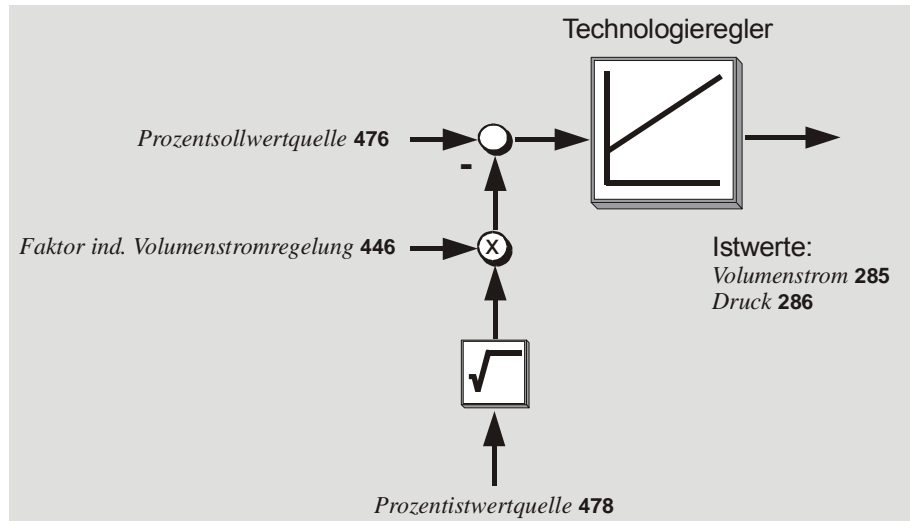 Technologieregler
Prozentsollwertquelle 476
-
Faktor ind. Volumenstromregelung 446
X
Istwerte:
Volumenstrom 285
Druck 286
√
Prozentistwertquelle 478